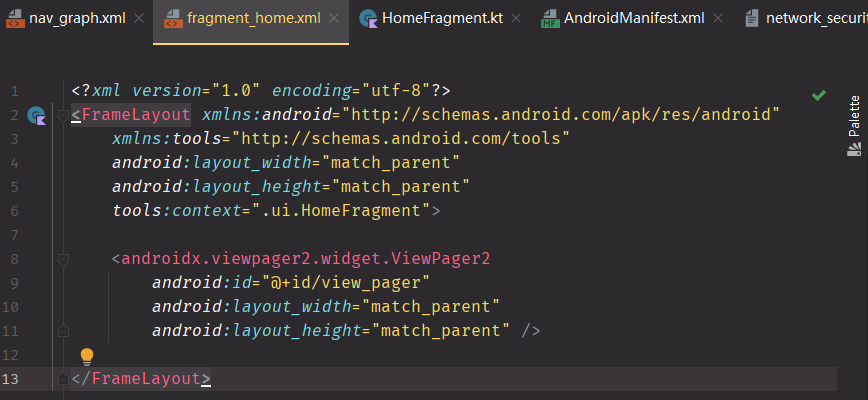 nav_graph.xml fragment_home.xml HomeFragment.kt AndroidManifest.xml network_securi
1 <?xml version="1.0" encoding="utf-8"?>
2 <FrameLayout xmlns:android="http://schemas.android.com/apk/res/android"
3 xmlns:tools="http://schemas.android.com/tools"
4 android:layout_width="match_parent"
5 android:layout_height="match_parent"
6 tools:context=".ui.HomeFragment">
7
8 <androidx.viewpager2.widget.ViewPager2
9 android:id="@+id/view_pager"
10 android:layout_width="match_parent"
11 android:layout_height="match_parent" />
12
13 </FrameLayout>
Palette